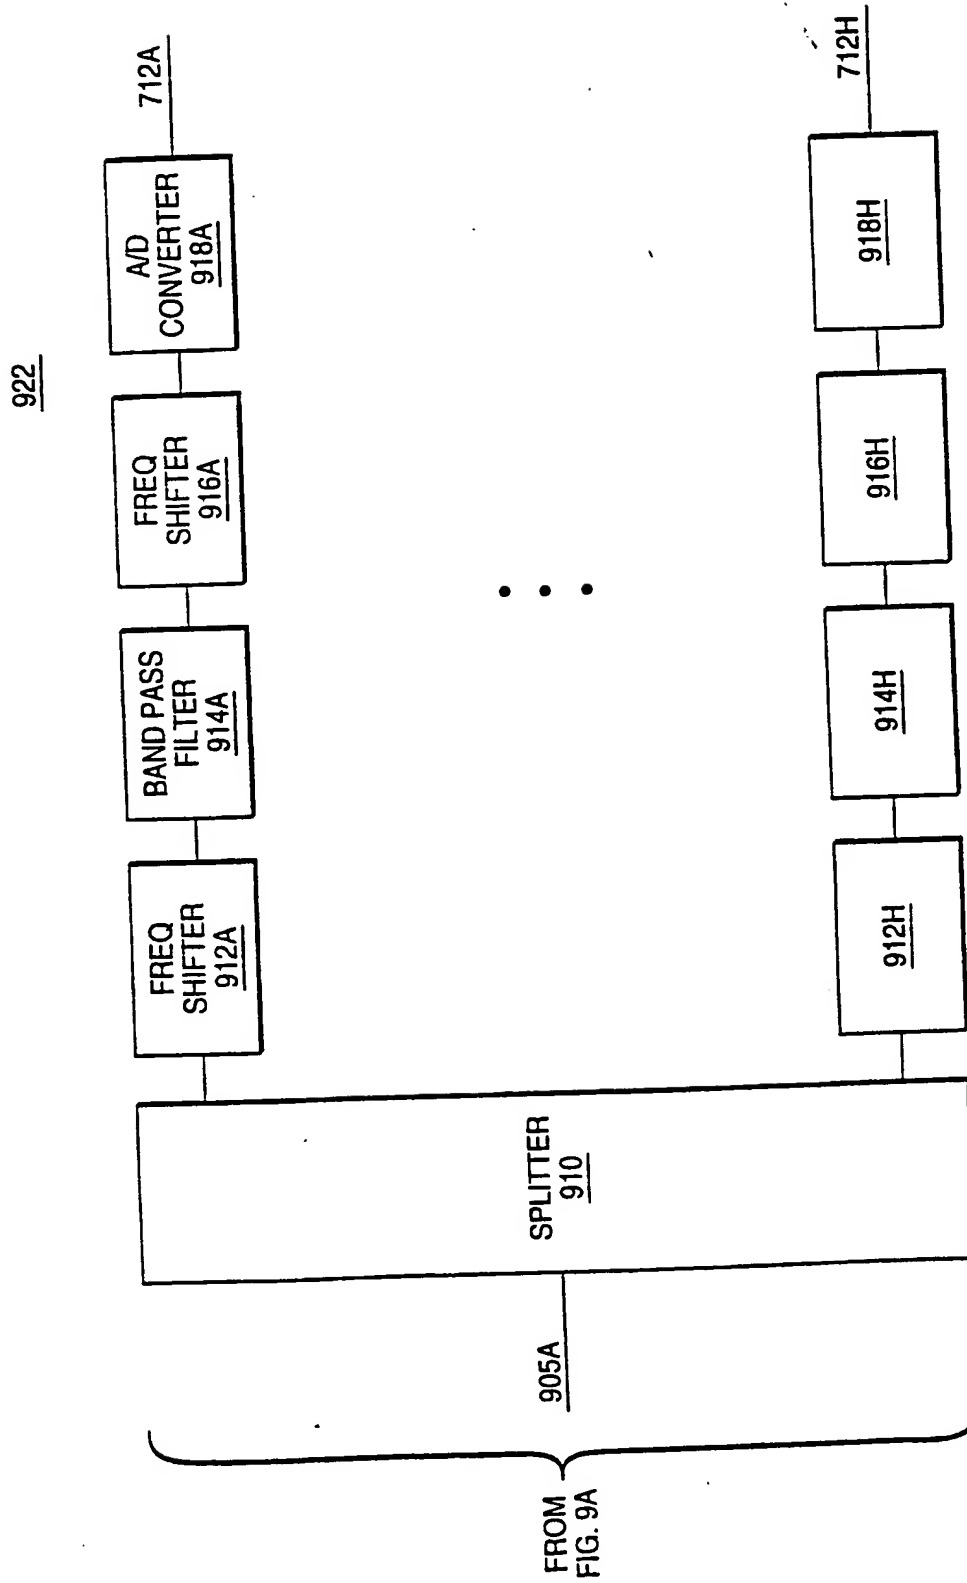 922
FROM
FIG. 9A
905A
SPLITTER
910
FREQ
SHIFTER
912A
BAND PASS
FILTER
914A
FREQ
SHIFTER
916A
A/D
CONVERTER
918A
712A
912H
914H
916H
918H
712H